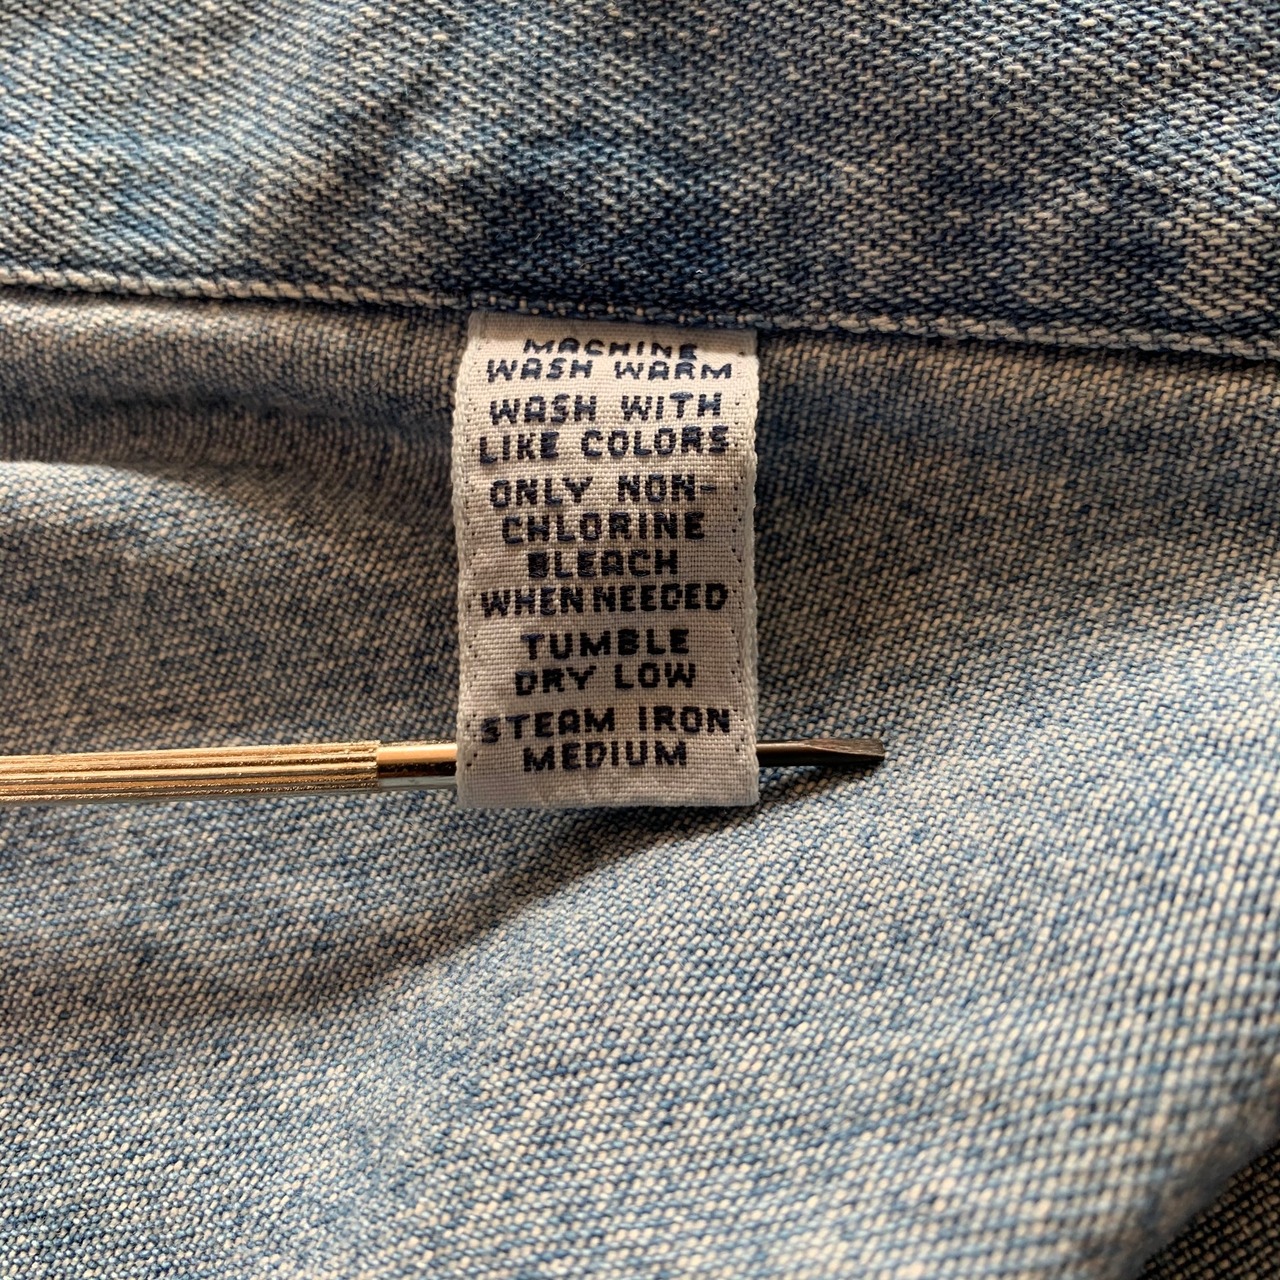 MACHINE
WASH WARM
WASH WITH
LIKE COLORS
ONLY NON-
CHLORINE
BLEACH
WHEN NEEDED
TUMBLE
DRY LOW
STEAM IRON
MEDIUM